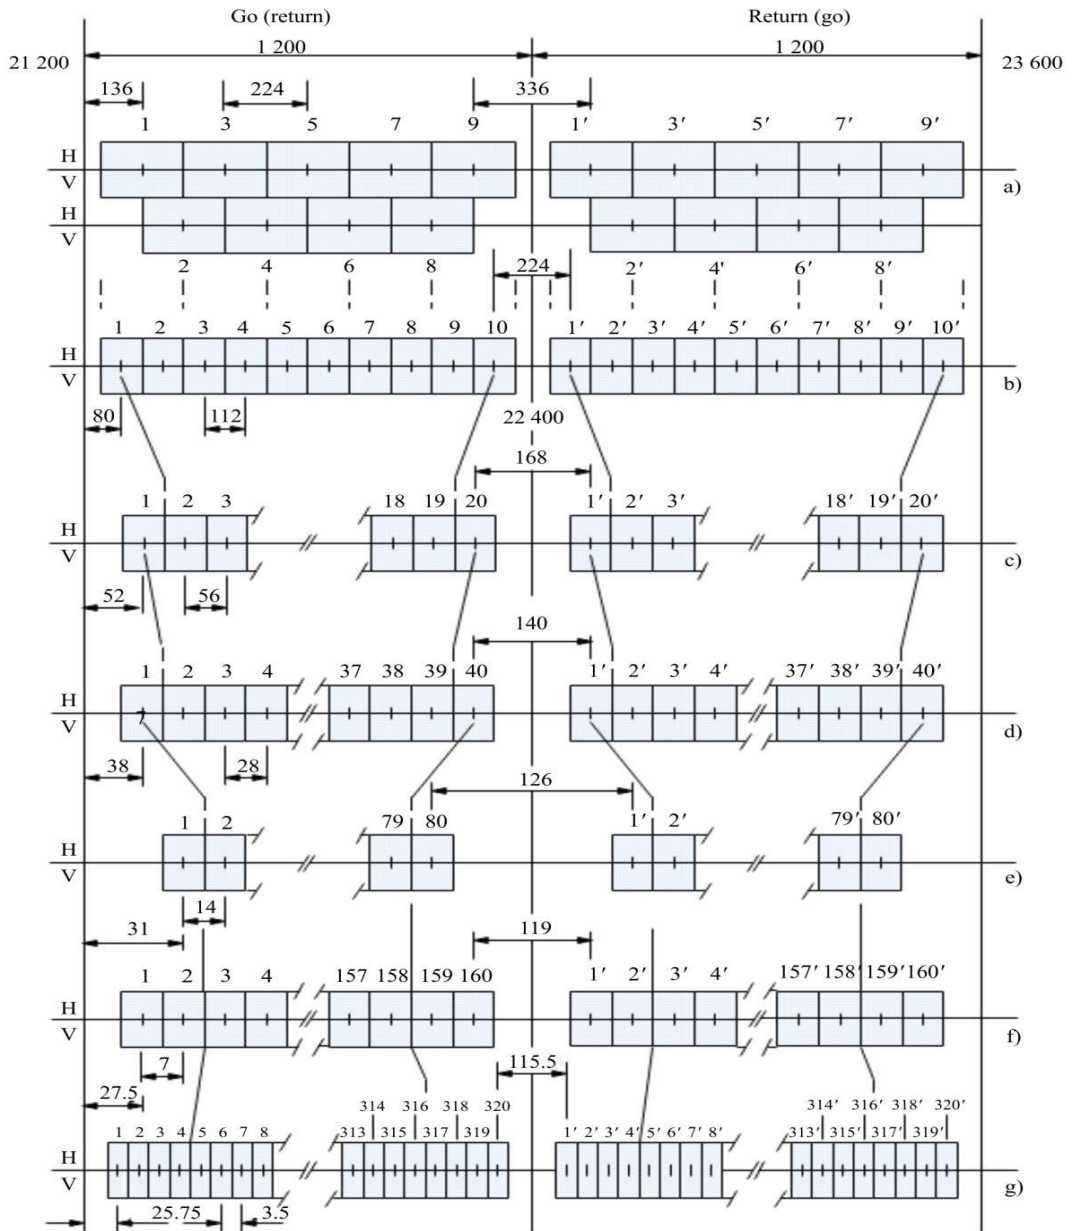 Go (return) Return (go)
1 200 1 200
21 200 23 600
136 224 336
1 3 5 7 9 1′ 3′ 5′ 7′ 9′
H
V
a)
H
V
2 4 6 8 224 2′ 4' 6′ 8′
1 2 3 4 5 6 7 8 9 10 1′ 2′ 3′ 4′ 5′ 6′ 7′ 8′ 9′ 10′
H
V
b)
80 112 22 400
168
1 2 3 18 19 20 1′ 2′ 3′ 18′ 19′ 20′
H
V
c)
52 56
140
1 2 3 4 37 38 39 40 1′ 2′ 3′ 4′ 37′ 38′ 39′ 40′
H
7
V
d)
38 28 126
1 2 79 80 1′ 2′ 79′ 80′
H
V
e)
14
31 119
1 2 3 4 157 158 159 160 1′ 2′ 3′ 4′ 157′ 158′ 159′ 160′
H
V
f)
7 115.5
27.5
314 316 318 320 314′ 316′ 318′ 320′
1 2 3 4 5 6 7 8 313 315 317 319 1′ 2′ 3′ 4′ 5′ 6′ 7′ 8′ 313′ 315′ 317′ 319′
H
V
g)
25.75 3.5